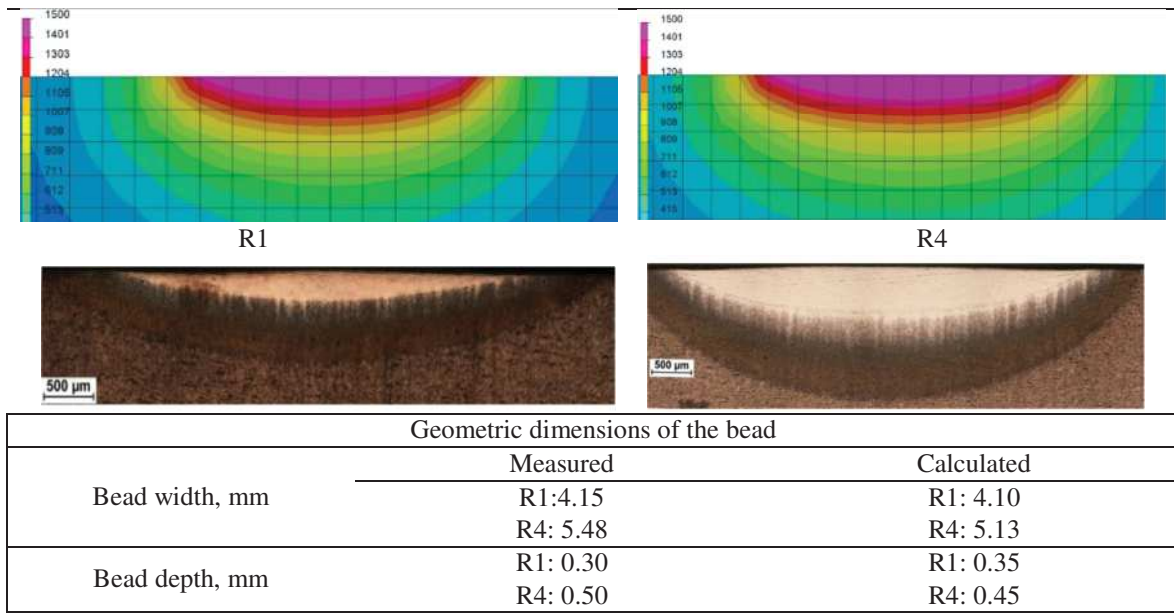 1500
1401
1303
1204
1105
1007
908
809
711
612
513
1500
1401
1303
1204
1105
1007
908
809
711
612
513
415
R1
R4
500 µm
500 µm
Geometric dimensions of the bead
Measured Calculated
Bead width, mm
R1:4.15 R1: 4.10
R4: 5.48 R4: 5.13
Bead depth, mm
R1: 0.30 R1: 0.35
R4: 0.50 R4: 0.45